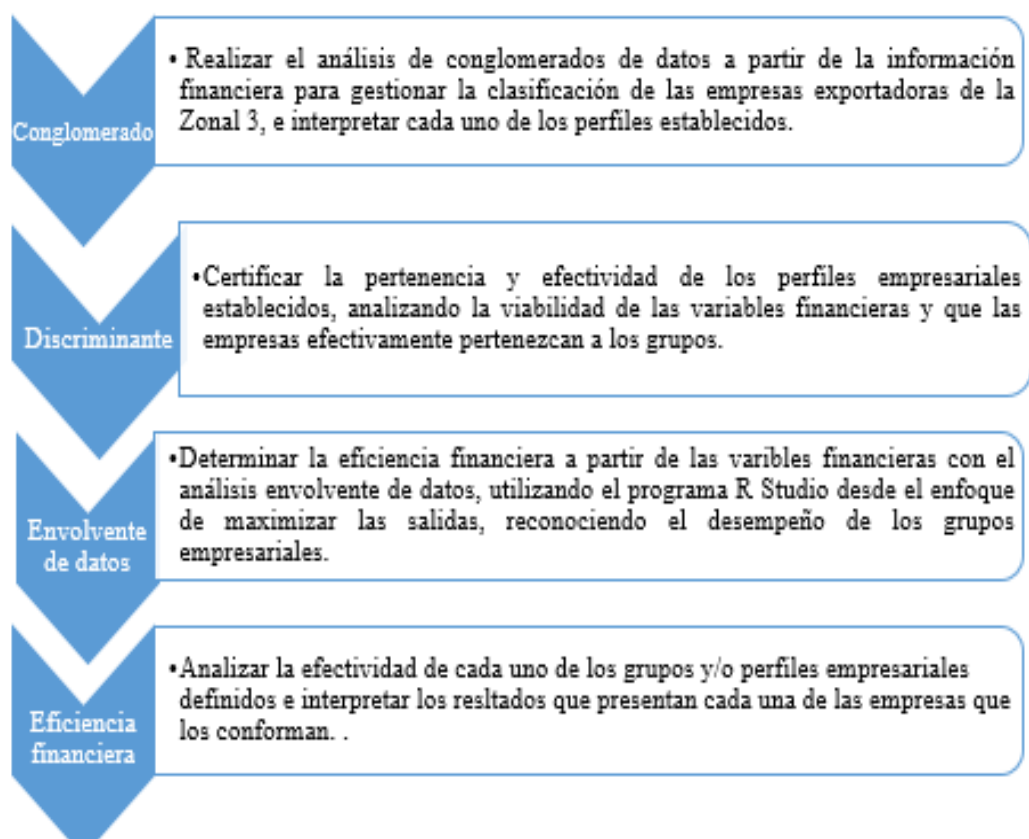 Conglomerado
• Realizar el análisis de conglomerados de datos a partir de la información
financiera para gestionar la clasificación de las empresas exportadoras de la
Zonal 3, e interpretar cada uno de los perfiles establecidos.
Discriminante
•Certificar la pertenencia y efectividad de los perfiles empresariales
establecidos, analizando la viabilidad de las variables financieras y que las
empresas efectivamente pertenezcan a los grupos.
Envolvente
de datos
•Determinar la eficiencia financiera a partir de las varibles financieras con el
análisis envolvente de datos, utilizando el programa R Studio desde el enfoque
de maximizar las salidas, reconociendo el desempeño de los grupos
empresariales.
Eficiencia
financiera
•Analizar la efectividad de cada uno de los grupos y/o perfiles empresariales
definidos e interpretar los resltados que presentan cada una de las empresas que
los conforman. .